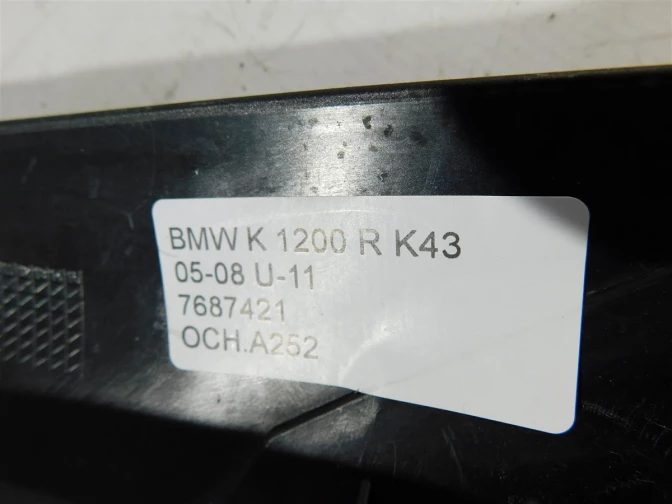 BMW K 1200 R K43
05-08 U-11
7687421
OCH.A252